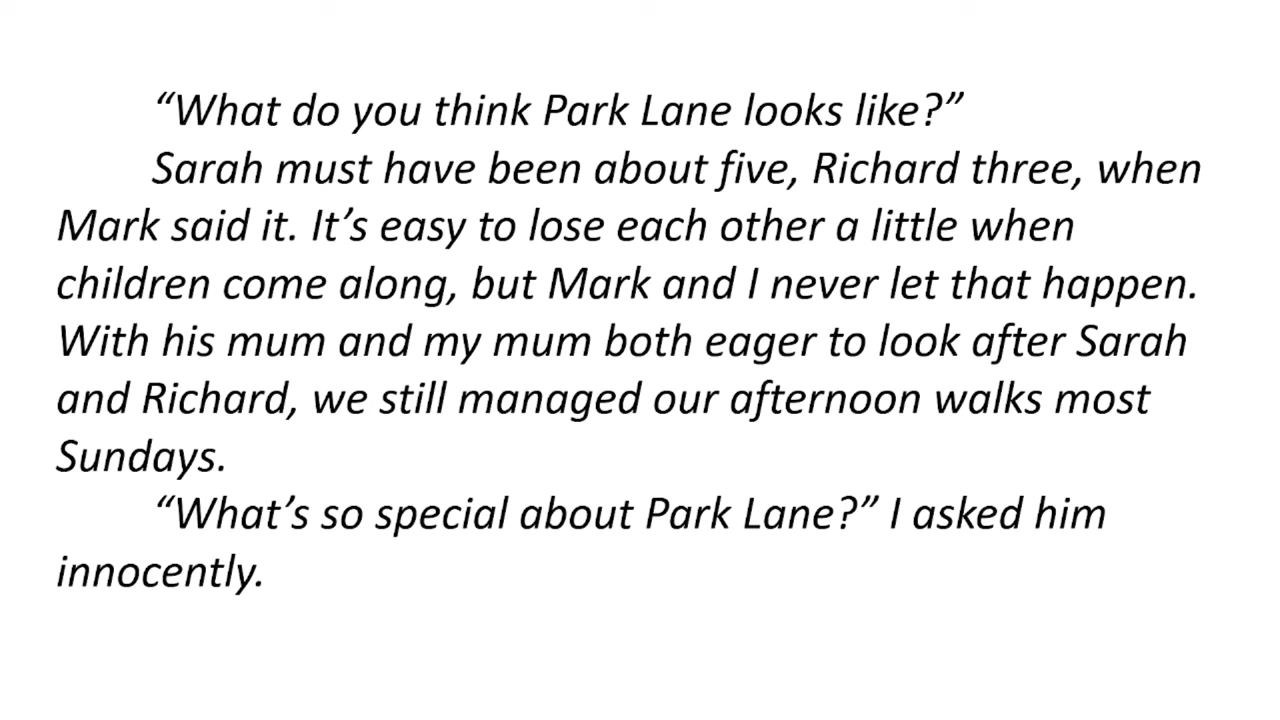 “What do you think Park Lane looks like?”
Sarah must have been about five, Richard three, when
Mark said it. It’s easy to lose each other a little when
children come along, but Mark and I never let that happen.
With his mum and my mum both eager to look after Sarah
and Richard, we still managed our afternoon walks most
Sundays.
“What’s so special about Park Lane?” I asked him
innocently.